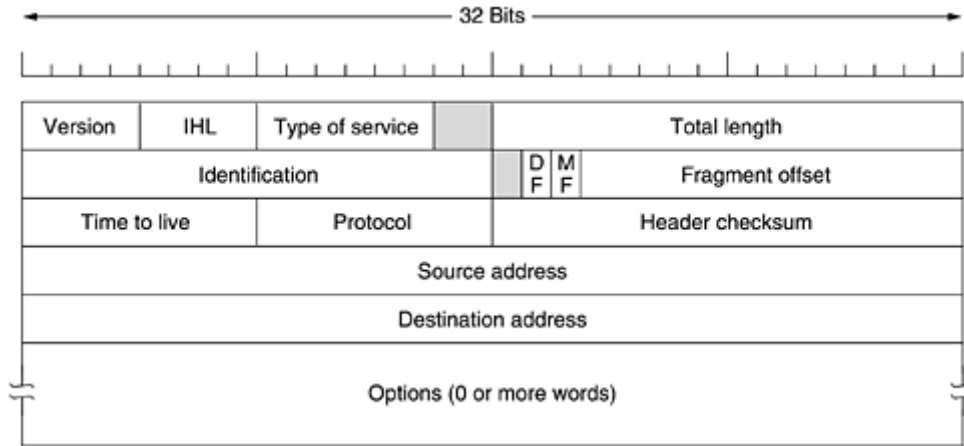 32 Bits
Version IHL Type of service Total length
Identification D F M F Fragment offset
Time to live Protocol Header checksum
Source address
Destination address
Options (0 or more words)